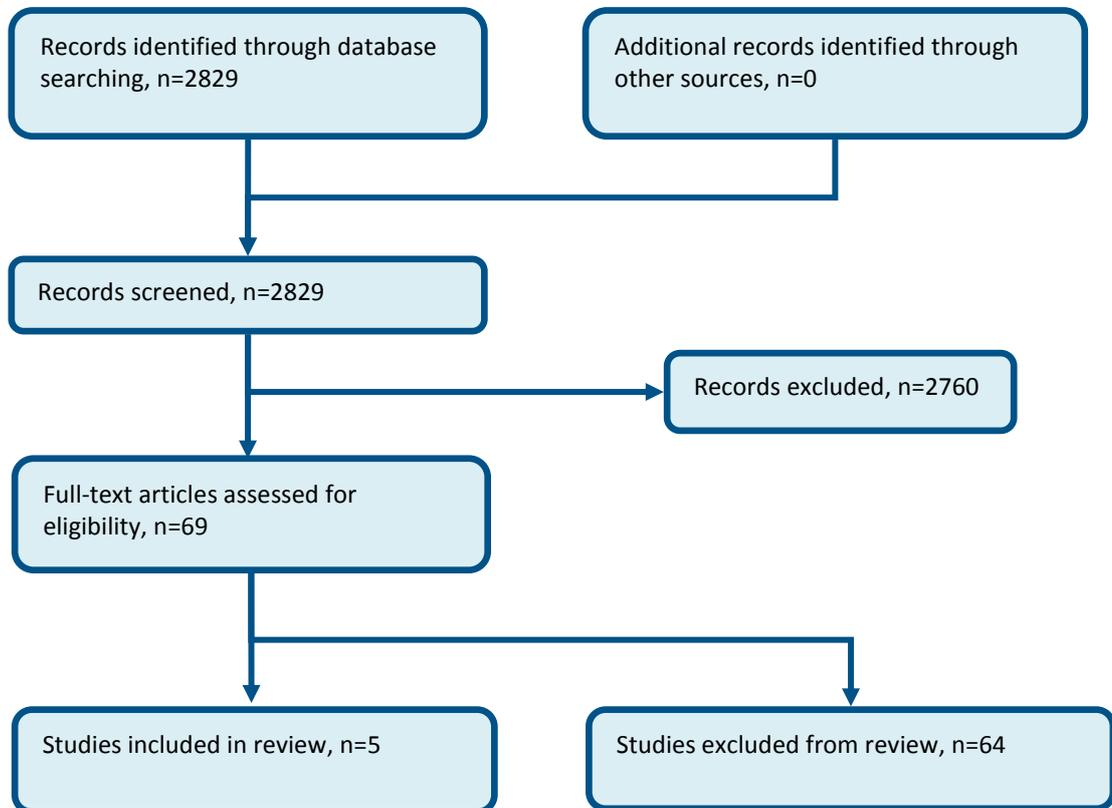 Records identified through database
searching, n=2829
Additional records identified through
other sources, n=0
Records screened, n=2829
Records excluded, n=2760
Full-text articles assessed for
eligibility, n=69
Studies included in review, n=5
Studies excluded from review, n=64